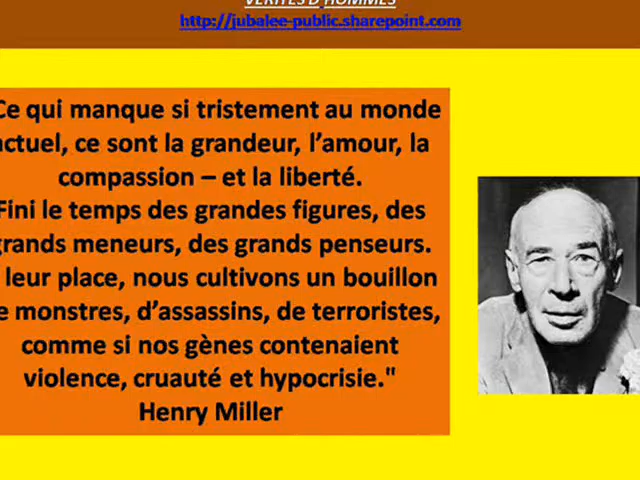 VÉRITÉS D'HOMMES
http://jubalee-public.sharepoint.com
Ce qui manque si tristement au monde
actuel, ce sont la grandeur, l’amour, la
compassion – et la liberté.
Fini le temps des grandes figures, des
grands meneurs, des grands penseurs.
leur place, nous cultivons un bouillon
de monstres, d’assassins, de terroristes,
comme si nos gènes contenaient
violence, cruauté et hypocrisie."
Henry Miller